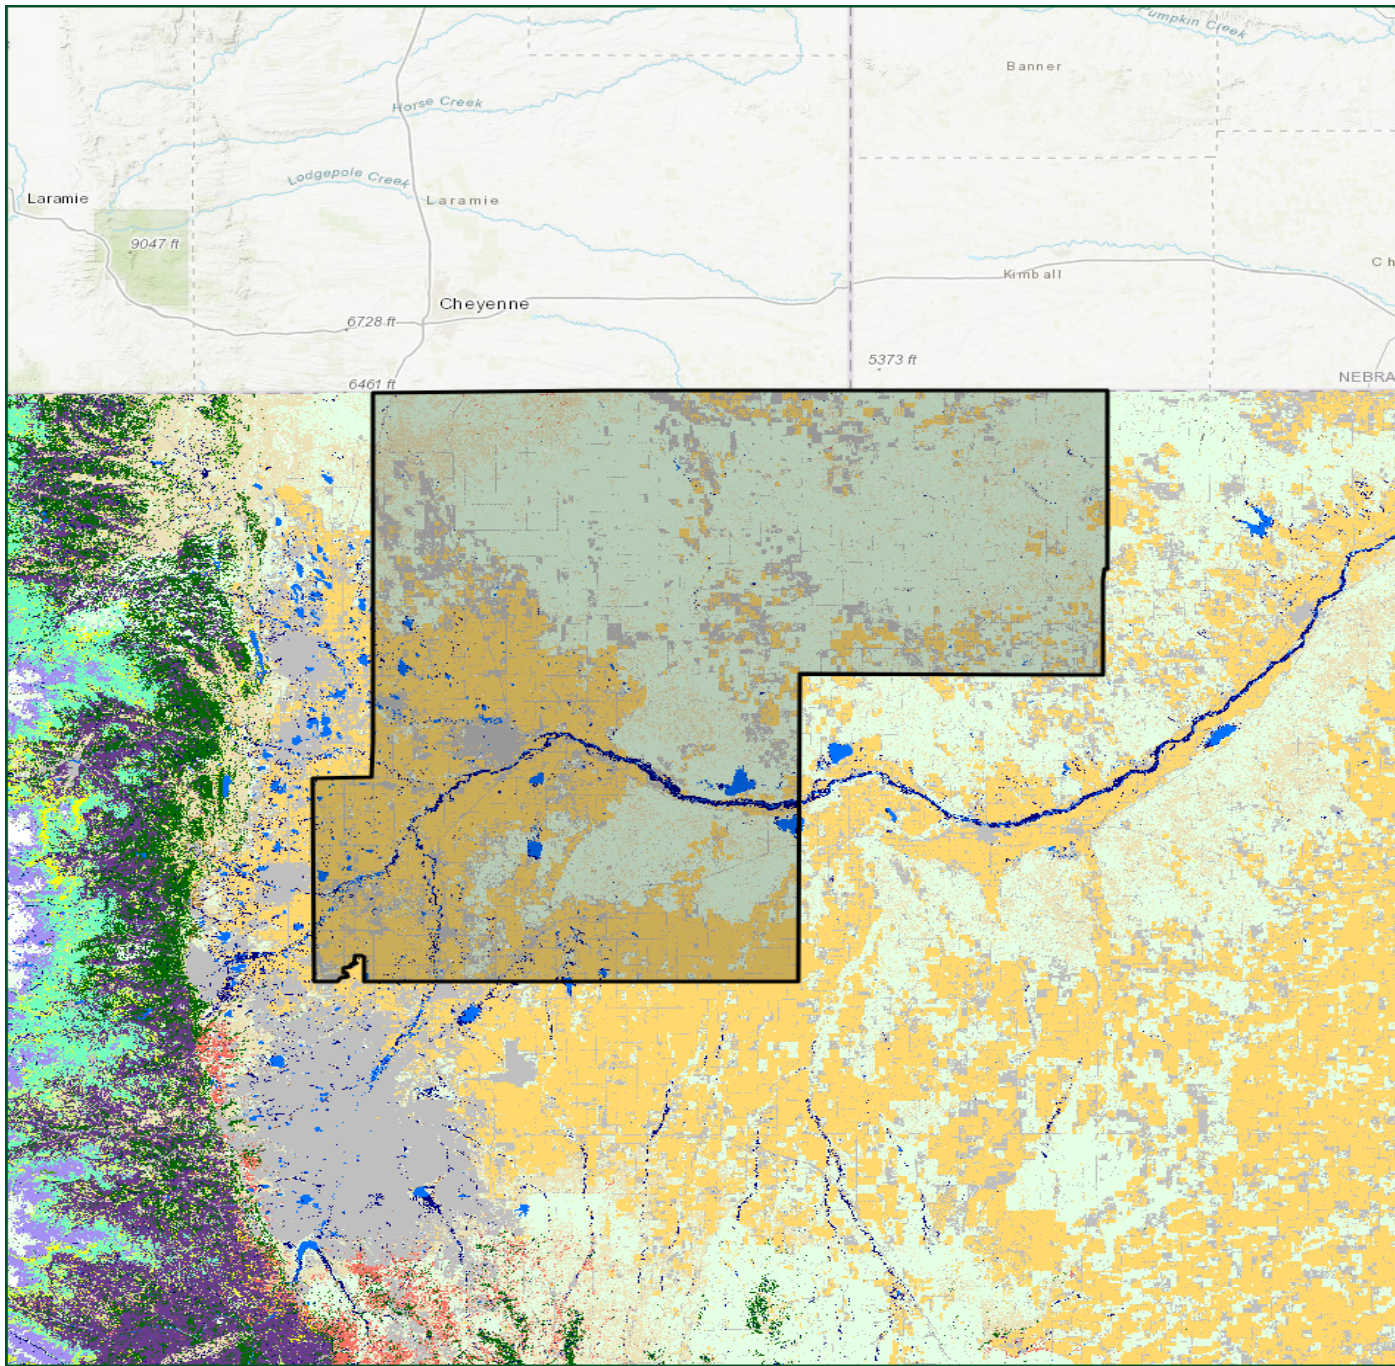 Pumpkin Creek
Banner
Horse Creek
Lodgepole Creek
Laramie
Laramie
9047 ft
Kimball
C h
Cheyenne
6728 ft
5373 ft
6461 ft
NEBRA